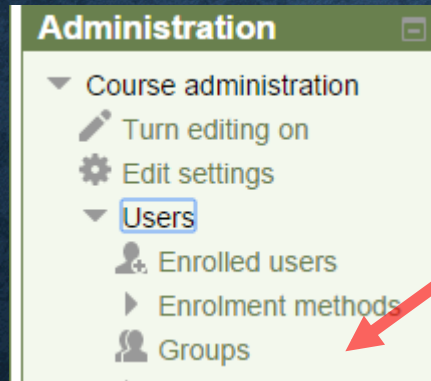 Administration
Course administration
Turn editing on
Edit settings
Users
Enrolled users
Enrolment methods
Groups